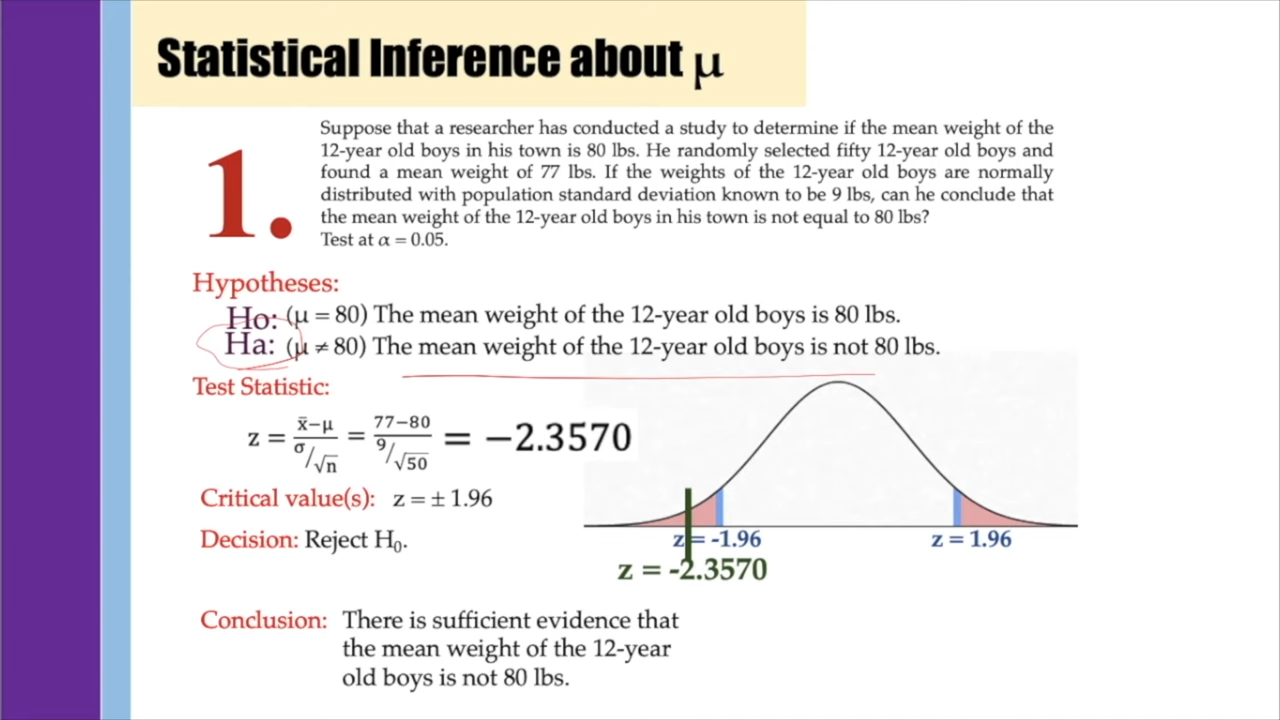 Statistical Inference about μ
1.
Suppose that a researcher has conducted a study to determine if the mean weight of the
12-year old boys in his town is 80 lbs. He randomly selected fifty 12-year old boys and
found a mean weight of 77 lbs. If the weights of the 12-year old boys are normally
distributed with population standard deviation known to be 9 lbs, can he conclude that
the mean weight of the 12-year old boys in his town is not equal to 80 lbs?
Test at α = 0.05.
Hypotheses:
Ho: (μ = 80) The mean weight of the 12-year old boys is 80 lbs.
Ha: (μ ≠ 80) The mean weight of the 12-year old boys is not 80 lbs.
Test Statistic:
z = x̄−μ / σ/√n = 77−80 / 9/√50 = −2.3570
Critical value(s): z = ± 1.96
Decision: Reject H₀.
z = -1.96
z = 1.96
z = -2.3570
Conclusion: There is sufficient evidence that
the mean weight of the 12-year
old boys is not 80 lbs.